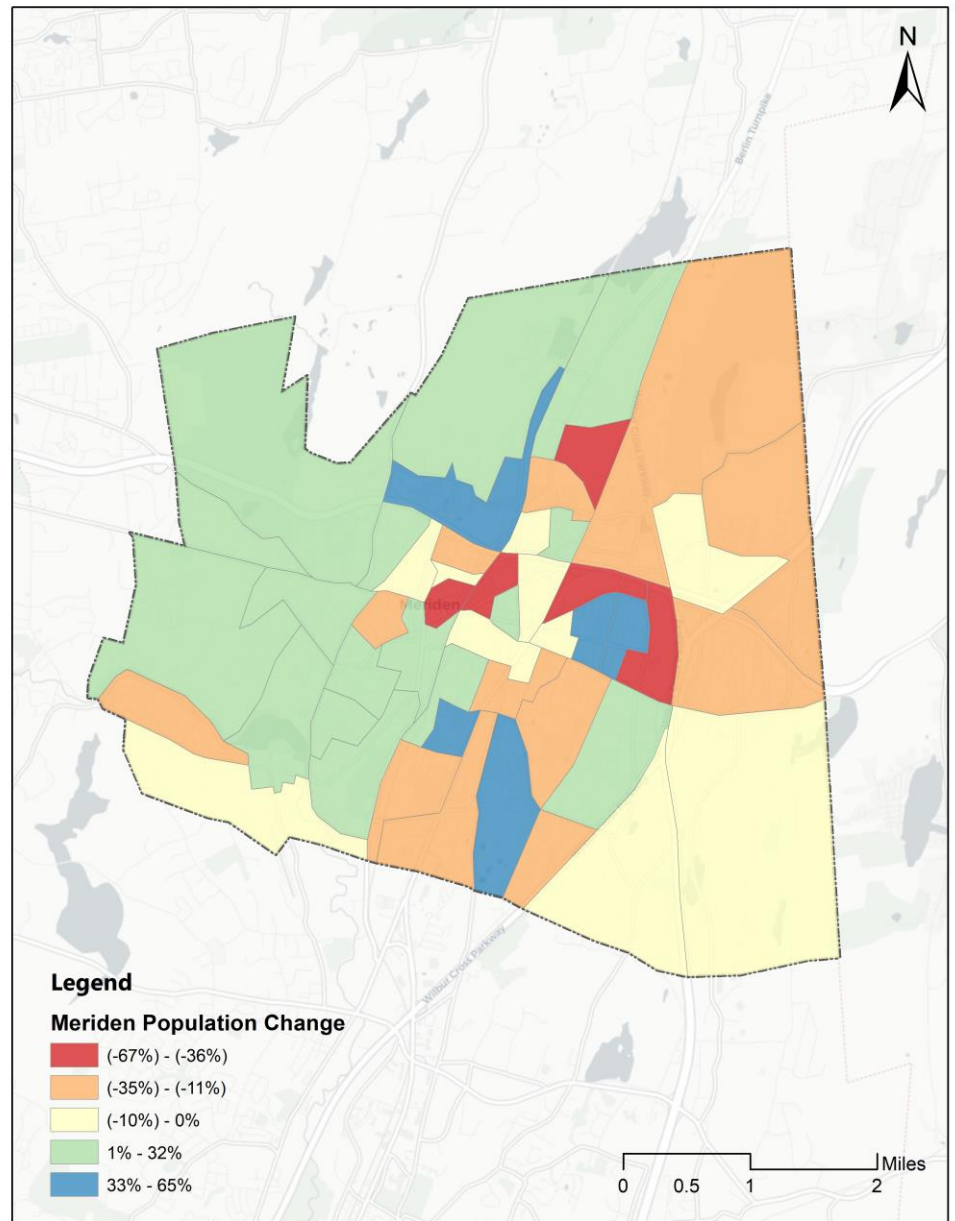 N
Berlin Turnpike
Meriden
Wilbur Cross Parkway
Legend
Meriden Population Change
(-67%) - (-36%)
(-35%) - (-11%)
(-10%) - 0%
1% - 32%
33% - 65%
Miles
0 0.5 1 2